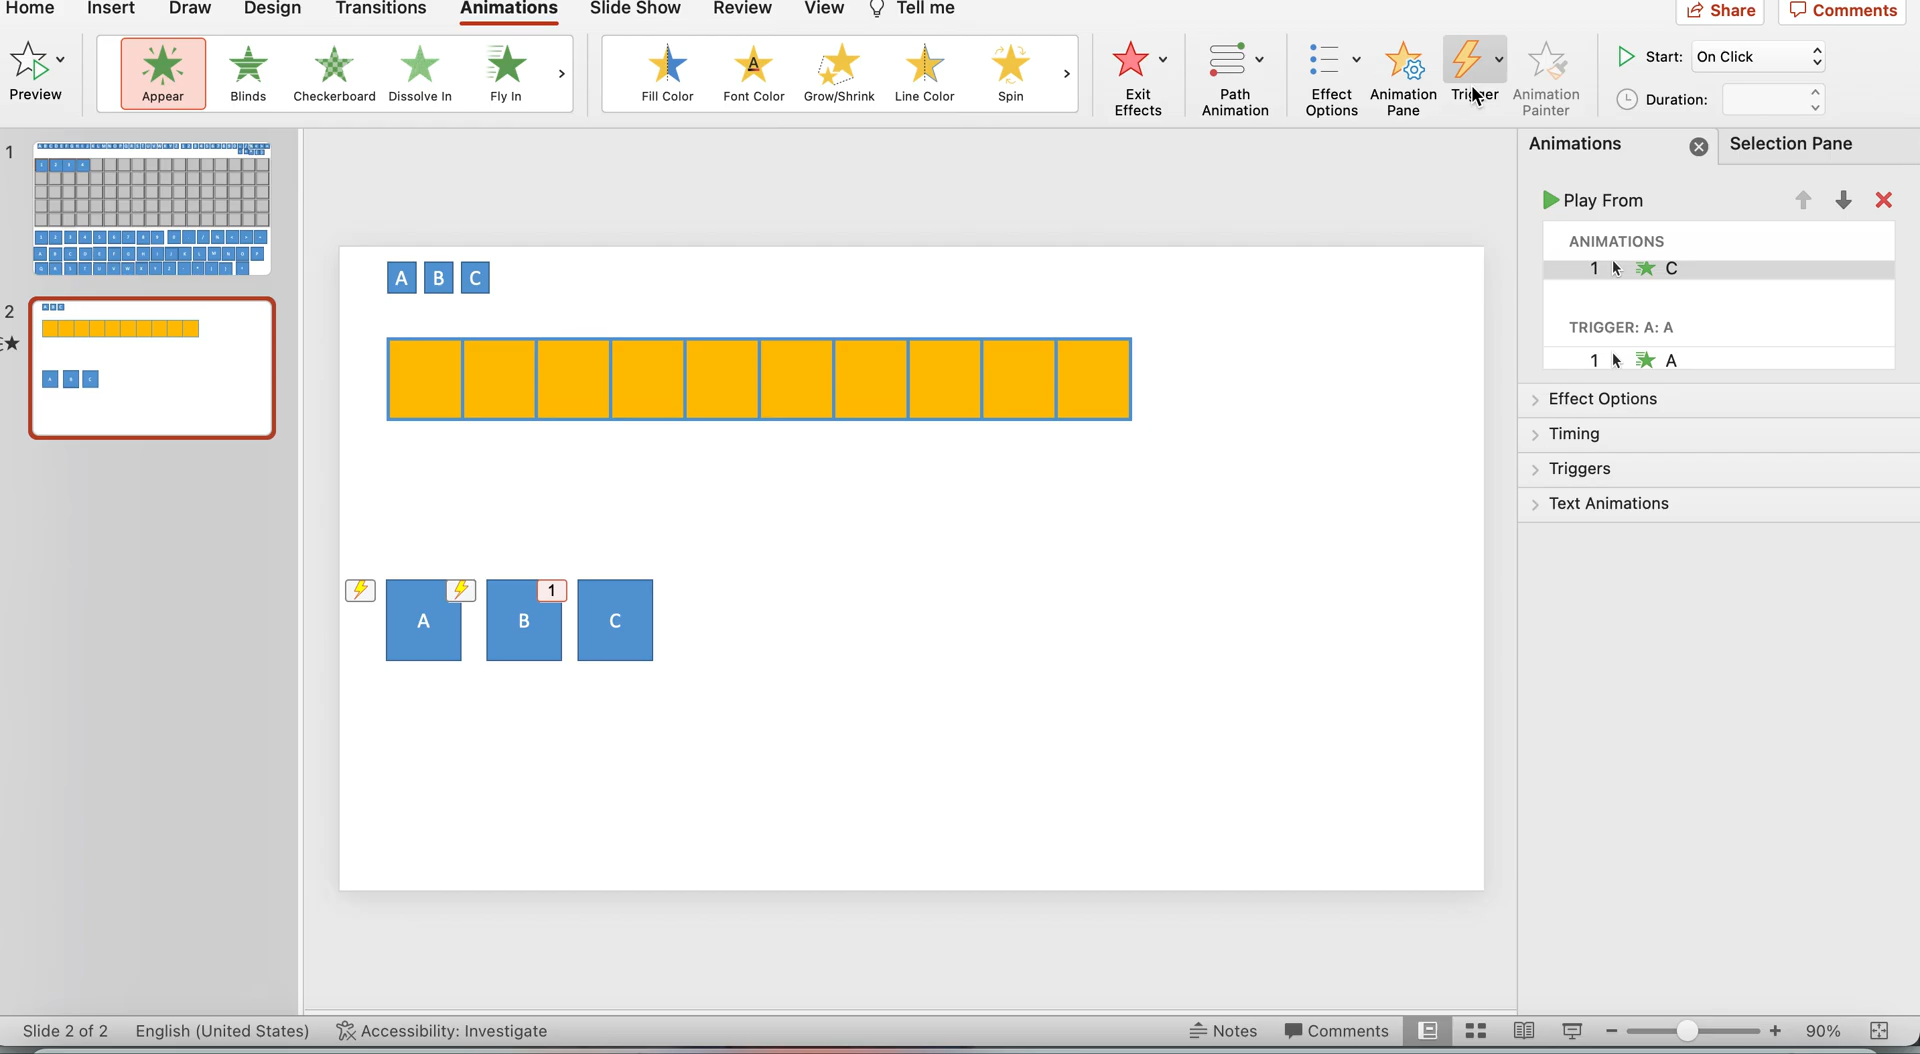 Home Insert Draw Design Transitions Animations Slide Show Review View Tell me Share Comments
Preview Appear Blinds Checkerboard Dissolve In Fly In Fill Color Font Color Grow/Shrink Line Color Spin Exit Effects Path Animation Effect Options Animation Pane Trigger Animation Painter Start: On Click
Duration:
Animations Selection Pane
Play From
ANIMATIONS
1 C
TRIGGER: A: A
1 A
Effect Options
Timing
Triggers
Text Animations
1
2
A B C
1
A B C
Slide 2 of 2 English (United States) Accessibility: Investigate Notes Comments 90%